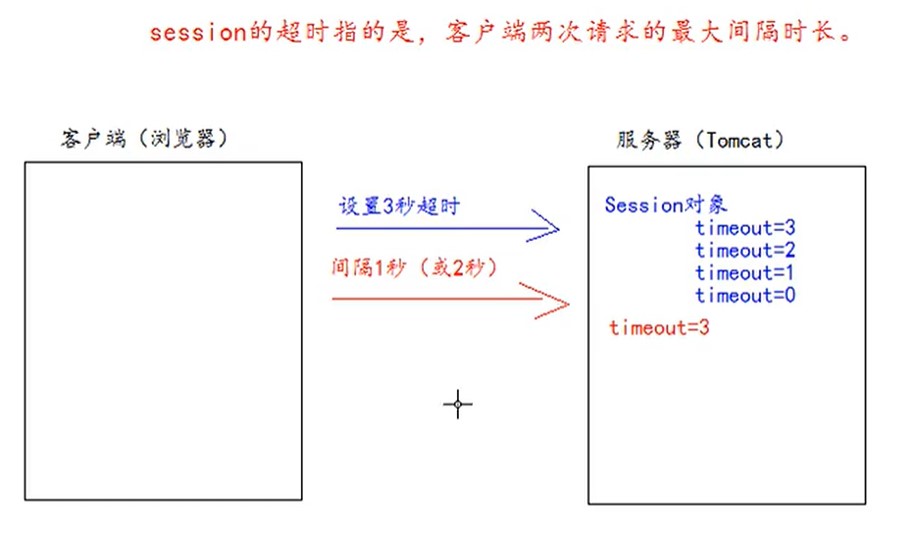 session的超时指的是，客户端两次请求的最大间隔时长。
客户端（浏览器）
服务器（Tomcat）
设置3秒超时
间隔1秒（或2秒）
Session对象
timeout=3
timeout=2
timeout=1
timeout=0
timeout=3